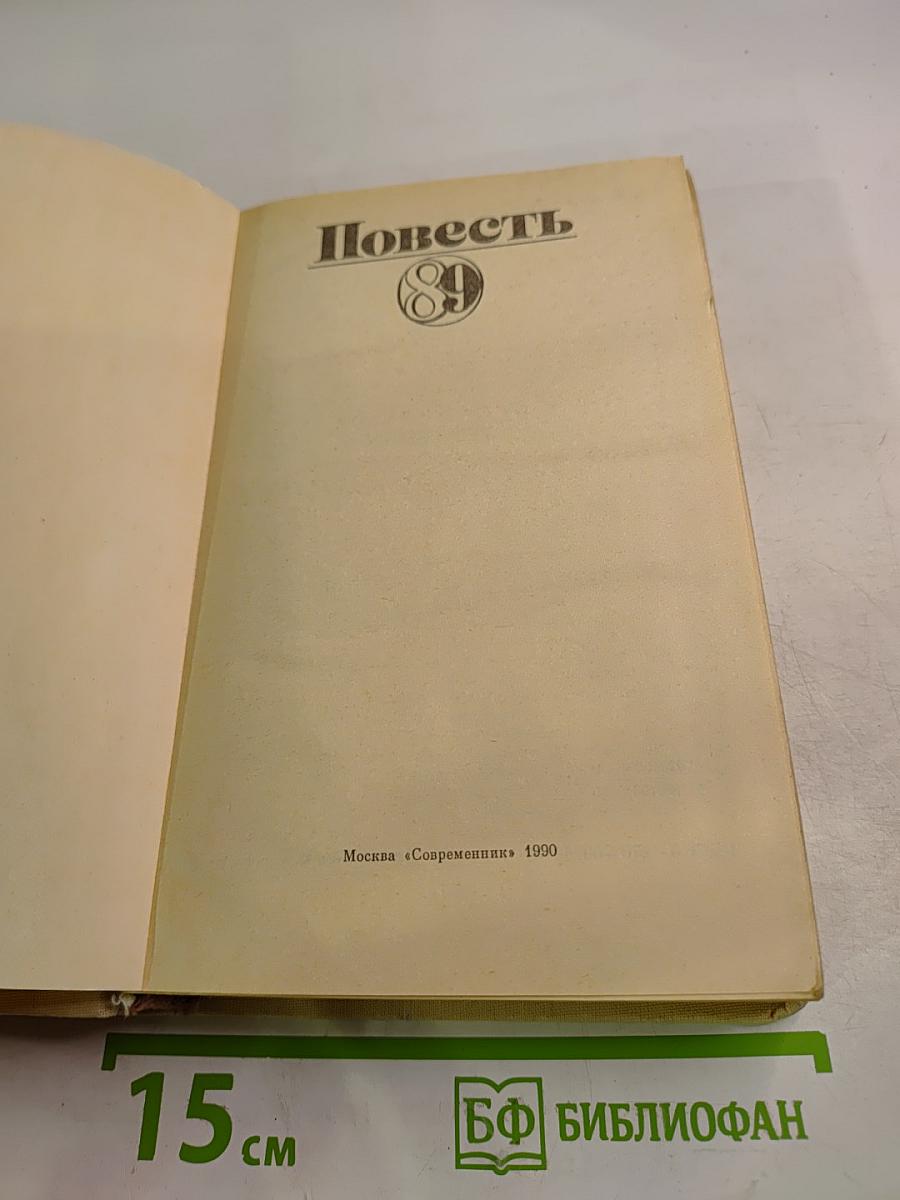 Повесть
89
Москва «Современник» 1990
15 см
БФ БИБЛИОФАН